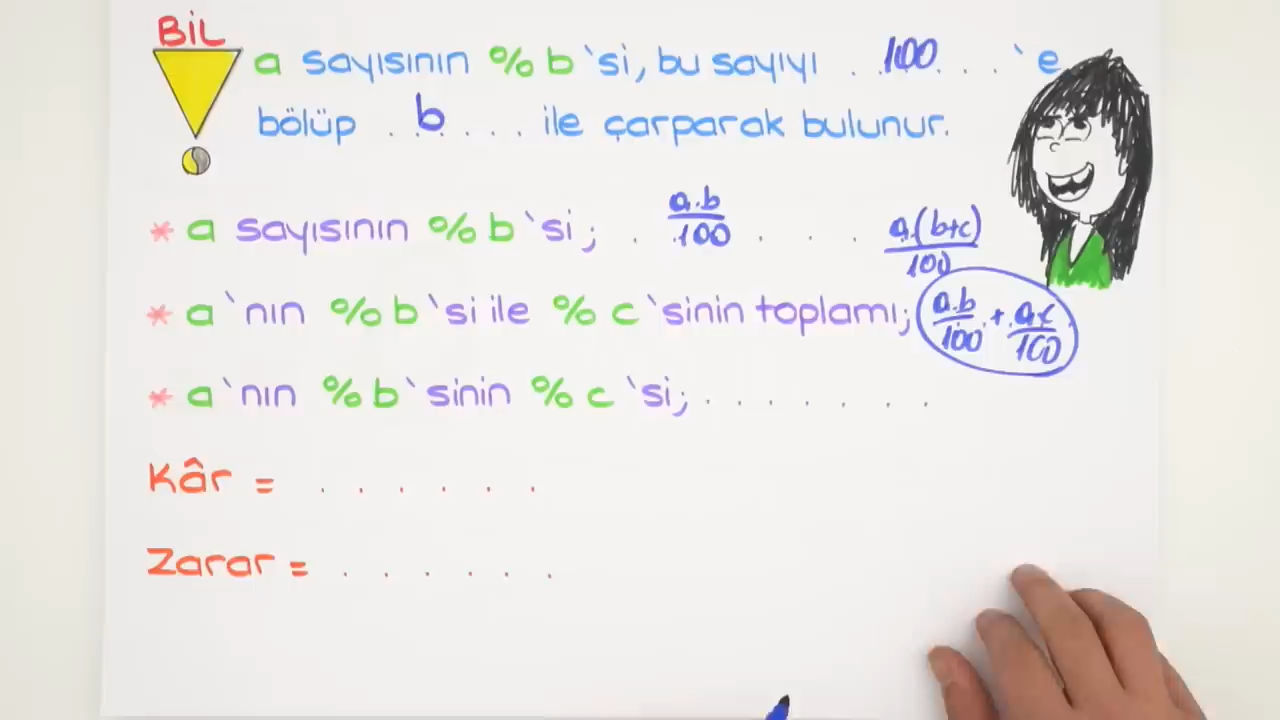 BİL
a sayısının %b'si, bu sayıyı ..100...'e
bölüp ..b... ile çarparak bulunur.
* a sayısının %b'si; . a.b/100 . . .
a.(b+c)/100
* a'nın %b'si ile %c'sinin toplamı; a.b/100 + a.c/100
* a'nın %b'sinin %c'si; . . . . . . .
Kâr = . . . . . .
Zarar = . . . . . .